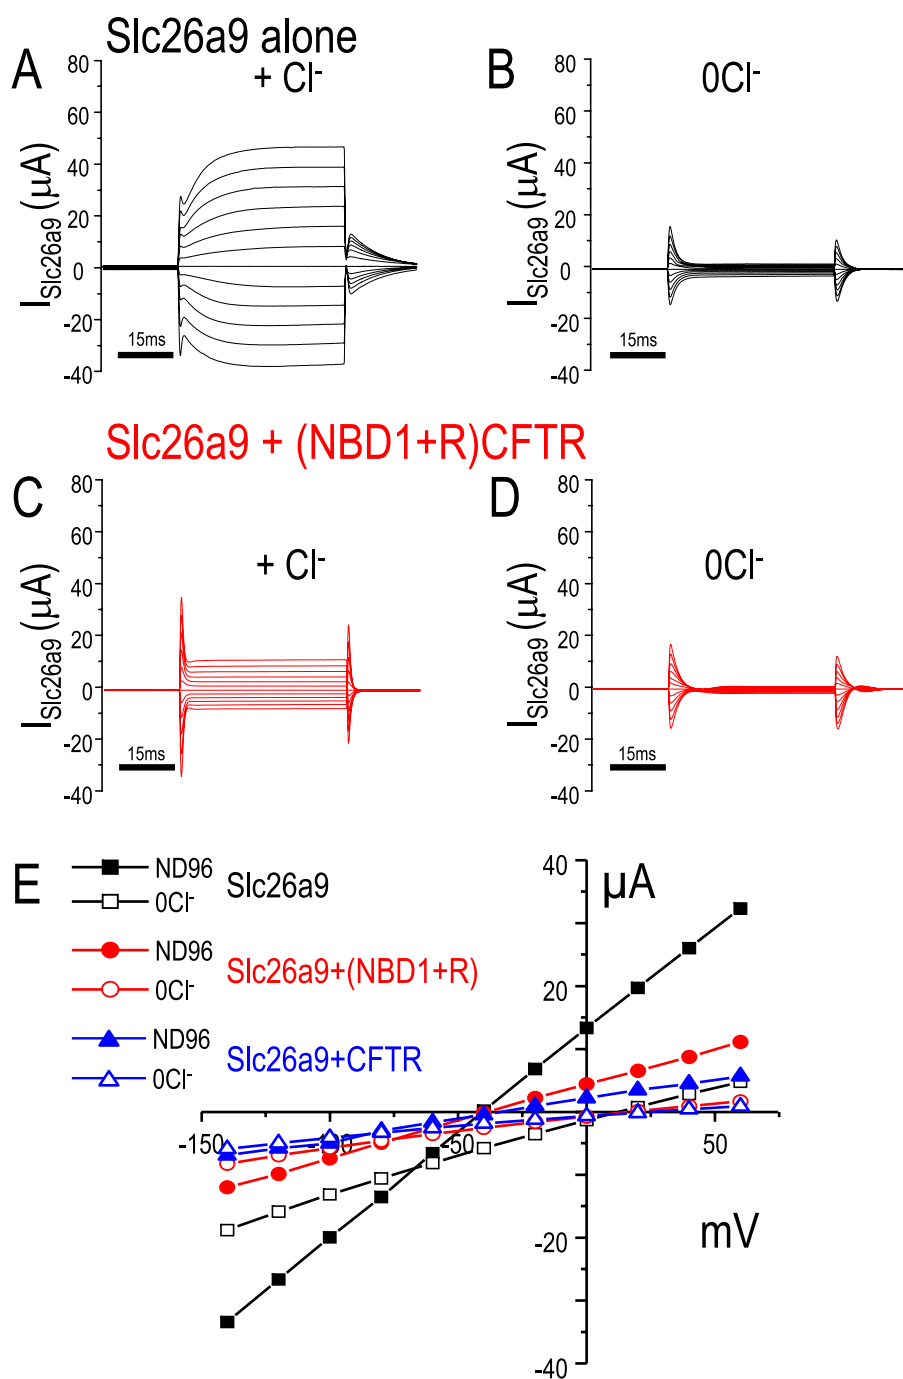 Slc26a9 alone
A
+ Cl-
B
0Cl-
80
60
40
20
0
-20
-40
ISlc26a9 (μA)
15ms
80
60
40
20
0
-20
-40
ISlc26a9 (μA)
15ms
Slc26a9 + (NBD1+R)CFTR
C
+ Cl-
D
0Cl-
80
60
40
20
0
-20
-40
ISlc26a9 (μA)
15ms
80
60
40
20
0
-20
-40
ISlc26a9 (μA)
15ms
E
ND96
0Cl-
Slc26a9
ND96
0Cl-
Slc26a9+(NBD1+R)
ND96
0Cl-
Slc26a9+CFTR
μA
40
20
-20
-40
-150
-100
-50
50
mV